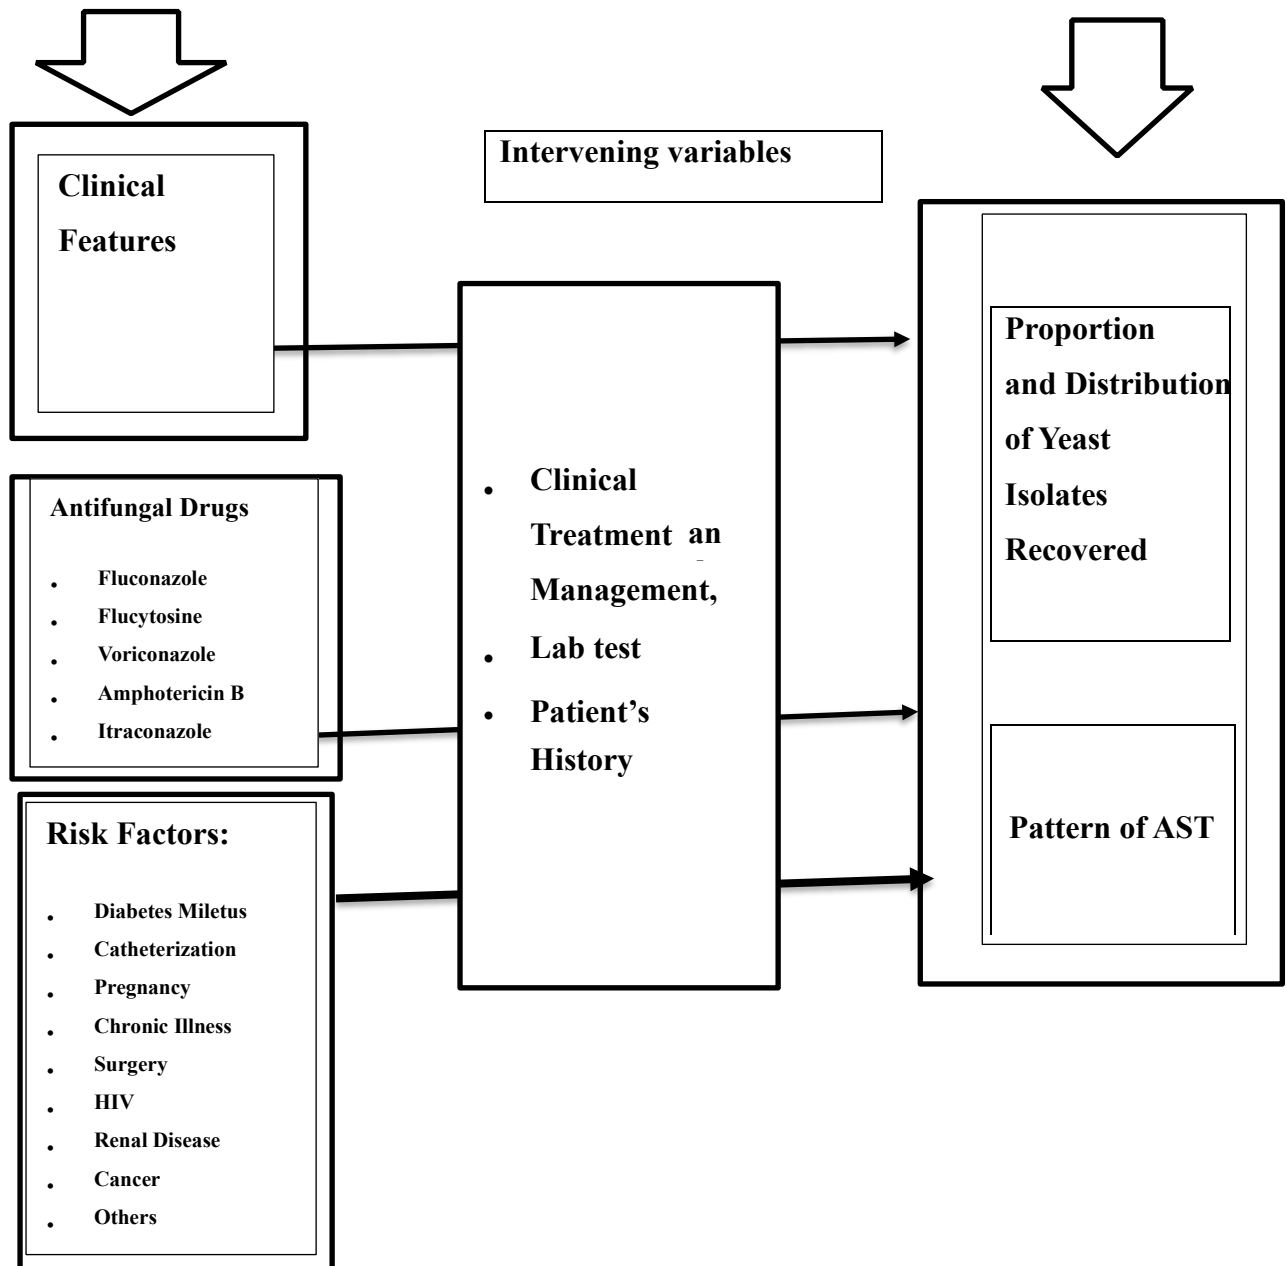 Clinical
Features
Antifungal Drugs
. Fluconazole
. Flucytosine
. Voriconazole
. Amphotericin B
. Itraconazole
Risk Factors:
. Diabetes Miletus
. Catheterization
. Pregnancy
. Chronic Illness
. Surgery
. HIV
. Renal Disease
. Cancer
. Others
Intervening variables
• Clinical
Treatment an
Management,
• Lab test
• Patient’s
History
Proportion
and Distribution
of Yeast
Isolates
Recovered
Pattern of AST